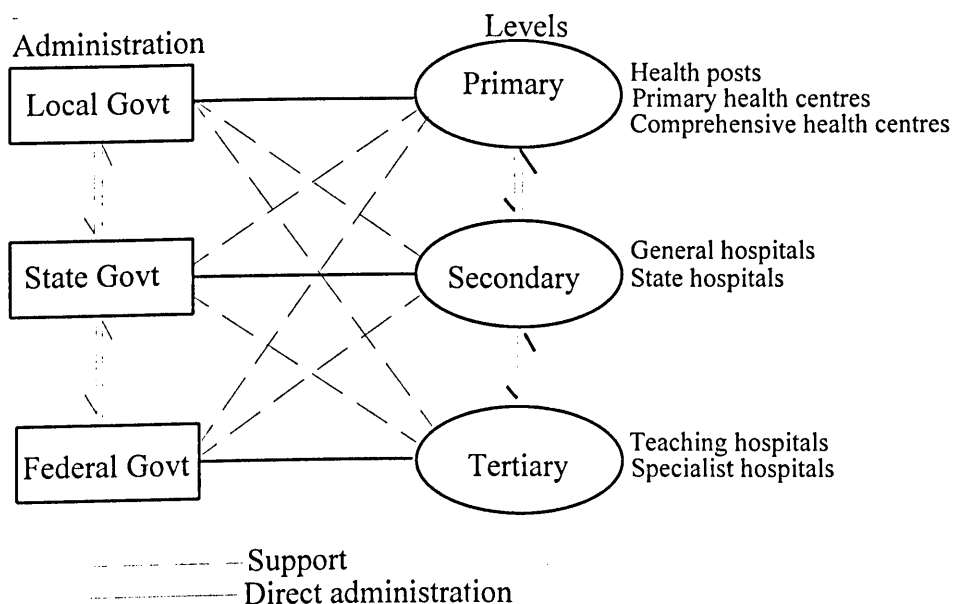 Administration
Levels
Local Govt
Primary
Health posts
Primary health centres
Comprehensive health centres
State Govt
Secondary
General hospitals
State hospitals
Federal Govt
Tertiary
Teaching hospitals
Specialist hospitals
Support
Direct administration